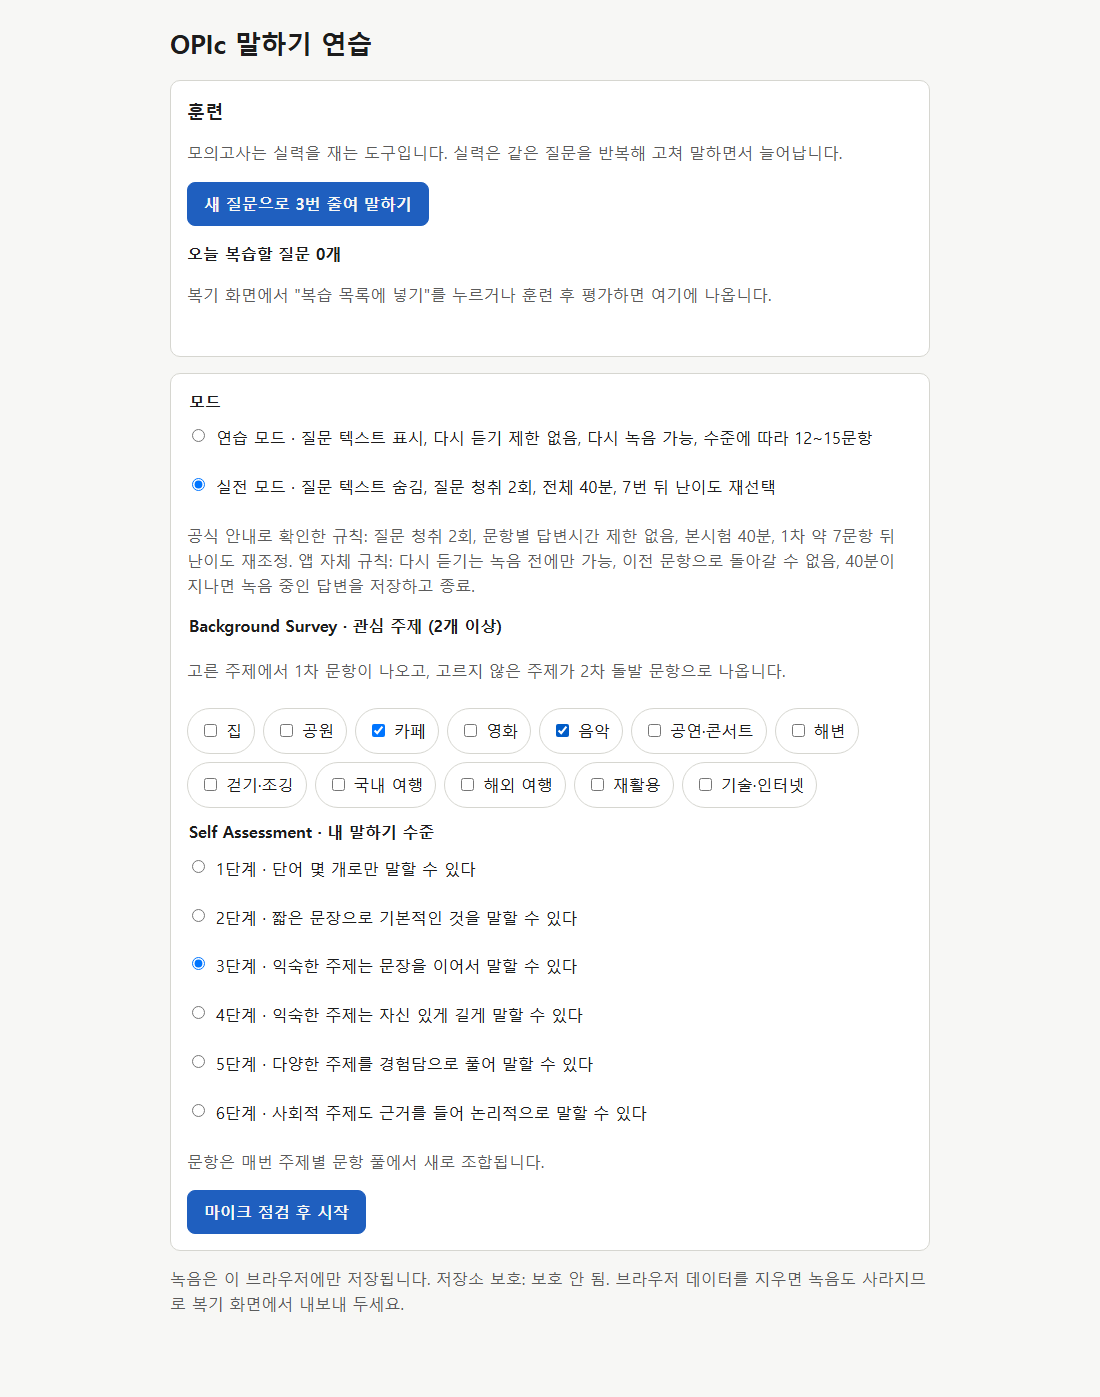 OPIc 말하기 연습
훈련
모의고사는 실력을 재는 도구입니다. 실력은 같은 질문을 반복해 고쳐 말하면서 늘어납니다.
새 질문으로 3번 줄여 말하기
오늘 복습할 질문 0개
복기 화면에서 "복습 목록에 넣기"를 누르거나 훈련 후 평가하면 여기에 나옵니다.
모드
연습 모드 · 질문 텍스트 표시, 다시 듣기 제한 없음, 다시 녹음 가능, 수준에 따라 12~15문항
실전 모드 · 질문 텍스트 숨김, 질문 청취 2회, 전체 40분, 7번 뒤 난이도 재선택
공식 안내로 확인한 규칙: 질문 청취 2회, 문항별 답변시간 제한 없음, 본시험 40분, 1차 약 7문항 뒤
난이도 재조정. 앱 자체 규칙: 다시 듣기는 녹음 전에만 가능, 이전 문항으로 돌아갈 수 없음, 40분이
지나면 녹음 중인 답변을 저장하고 종료.
Background Survey · 관심 주제 (2개 이상)
고른 주제에서 1차 문항이 나오고, 고르지 않은 주제가 2차 돌발 문항으로 나옵니다.
집 공원 카페 영화 음악 공연·콘서트 해변
걷기·조깅 국내 여행 해외 여행 재활용 기술·인터넷
Self Assessment · 내 말하기 수준
1단계 · 단어 몇 개로만 말할 수 있다
2단계 · 짧은 문장으로 기본적인 것을 말할 수 있다
3단계 · 익숙한 주제는 문장을 이어서 말할 수 있다
4단계 · 익숙한 주제는 자신 있게 길게 말할 수 있다
5단계 · 다양한 주제를 경험담으로 풀어 말할 수 있다
6단계 · 사회적 주제도 근거를 들어 논리적으로 말할 수 있다
문항은 매번 주제별 문항 풀에서 새로 조합됩니다.
마이크 점검 후 시작
녹음은 이 브라우저에만 저장됩니다. 저장소 보호: 보호 안 됨. 브라우저 데이터를 지우면 녹음도 사라지므
로 복기 화면에서 내보내 두세요.